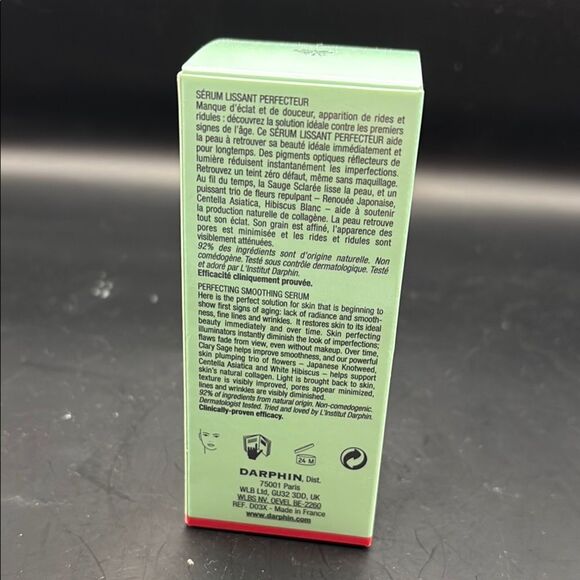 SÉRUM LISSANT PERFECTEUR
Manque d'éclat et de douceur, apparition de rides et
ridules : découvrez la solution idéale contre les premiers
signes de l'âge. Ce SÉRUM LISSANT PERFECTEUR aide
la peau à retrouver sa beauté idéale immédiatement et
pour longtemps. Des pigments optiques réflecteurs de
lumière réduisent instantanément les imperfections.
Retrouvez un teint zéro défaut, même sans maquillage.
Au fil du temps, la Sauge Sclarée lisse la peau, et un
puissant trio de fleurs repulpant – Renouée Japonaise,
Centella Asiatica, Hibiscus Blanc – aide à soutenir
la production naturelle de collagène. La peau retrouve
tout son éclat. Son grain est affiné, l'apparence des
pores est minimisée et les rides et ridules sont
visiblement atténuées.
92% des ingrédients sont d'origine naturelle. Non
comédogène. Testé sous contrôle dermatologique. Testé
et adoré par L'Institut Darphin.
Efficacité cliniquement prouvée.
PERFECTING SMOOTHING SERUM
Here is the perfect solution for skin that is beginning to
show first signs of aging: lack of radiance and smooth-
ness, fine lines and wrinkles. It restores skin to its ideal
beauty immediately and over time. Skin perfecting
illuminators instantly diminish the look of imperfections;
flaws fade from view, even without makeup. Over time,
Clary Sage helps improve smoothness, and our powerful
skin plumping trio of flowers – Japanese Knotweed,
Centella Asiatica and White Hibiscus – helps support
skin's natural collagen. Light is brought back to skin,
texture is visibly improved, pores appear minimized,
lines and wrinkles are visibly diminished.
92% of ingredients from natural origin. Non-comedogenic.
Dermatologist tested. Tried and loved by L'Institut Darphin.
Clinically-proven efficacy.
24 M
DARPHIN, Dist.
75001 Paris
WLB Ltd, GU32 3DD, UK
WLBS NV, OEVEL BE-2260
REF. D03X - Made in France
www.darphin.com